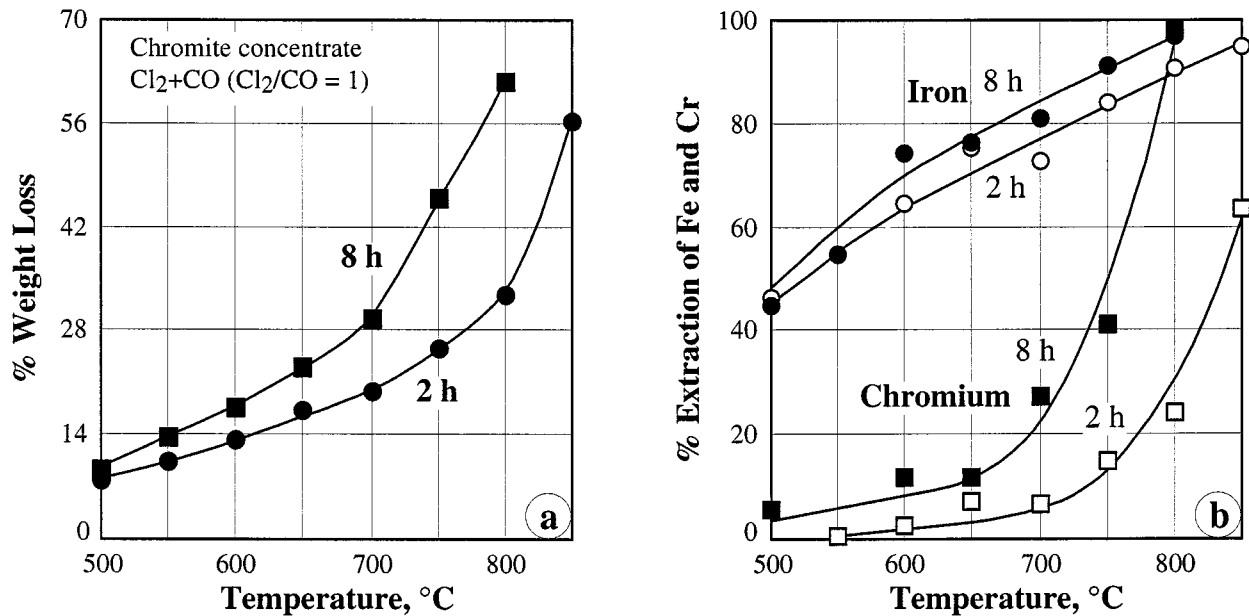 70
56
42
28
14
0
% Weight Loss
Chromite concentrate
Cl2+CO (Cl2/CO = 1)
8 h
2 h
a
500
600
700
800
Temperature, °C
100
80
60
40
20
0
% Extraction of Fe and Cr
Iron
8 h
2 h
Chromium
8 h
2 h
b
500
600
700
800
Temperature, °C